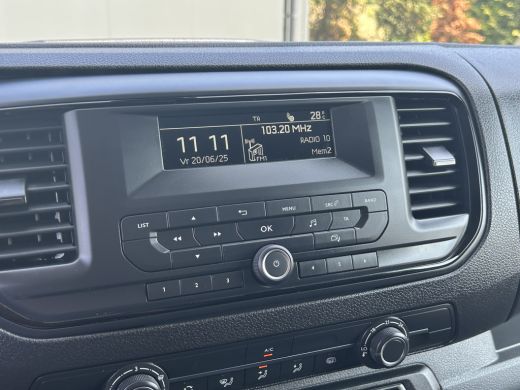 TA 28°
11 11 103.20 MHz
RADIO 10
Vr 20/06/25 FM1 Mem2
LIST MENU SRC BAND
TA
OK
1 2 3 4 5 6
A/C